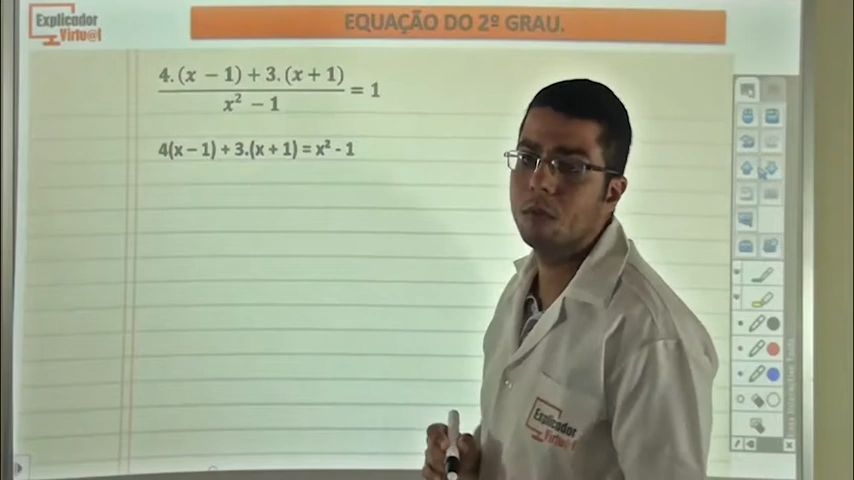 Explicador
Virtu@l
EQUAÇÃO DO 2º GRAU.
4.(x − 1) + 3.(x + 1)
x² − 1
= 1
4(x − 1) + 3.(x + 1) = x² - 1
Explicador
Virtu@l